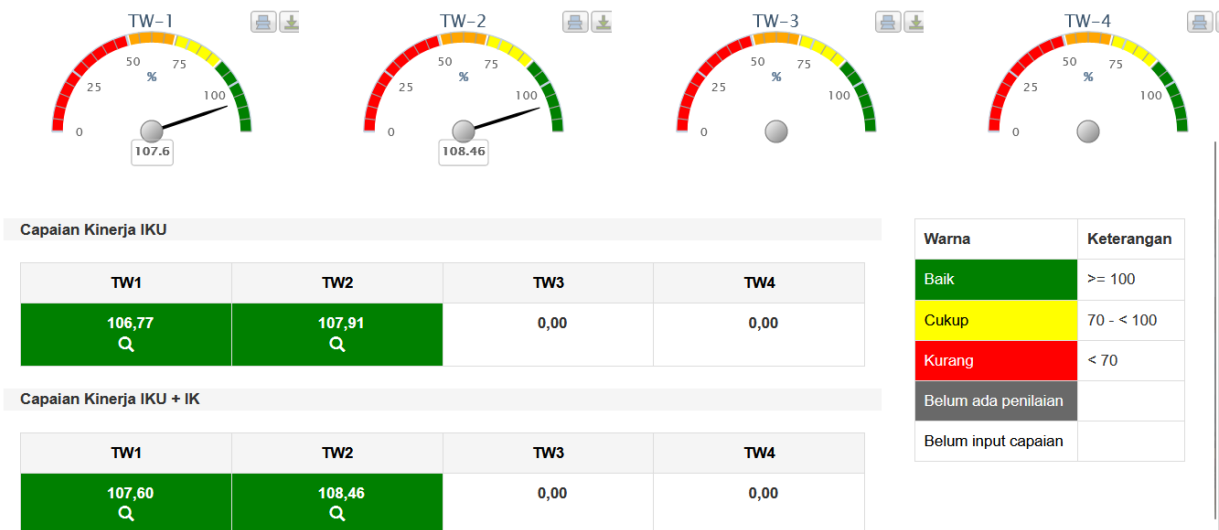 TW-1
50
75
%
25
100
0
107.6
TW-2
50
75
%
25
100
0
108.46
TW-3
50
75
%
25
100
0
TW-4
50
75
%
25
100
0
Capaian Kinerja IKU
TW1 TW2 TW3 TW4
106,77 107,91 0,00 0,00
Capaian Kinerja IKU + IK
TW1 TW2 TW3 TW4
107,60 108,46 0,00 0,00
Warna Keterangan
Baik >= 100
Cukup 70 - < 100
Kurang < 70
Belum ada penilaian
Belum input capaian